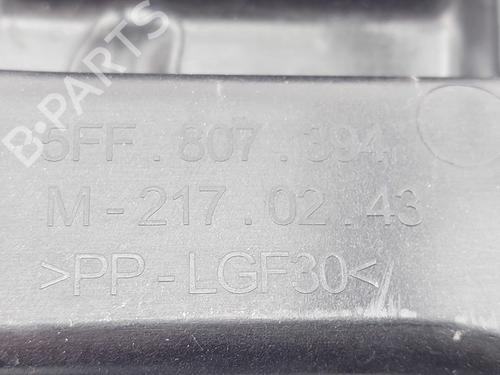 B-PARTS
5FF . 807 . 394
M - 217 . 02 . 43
>PP - LGF30<